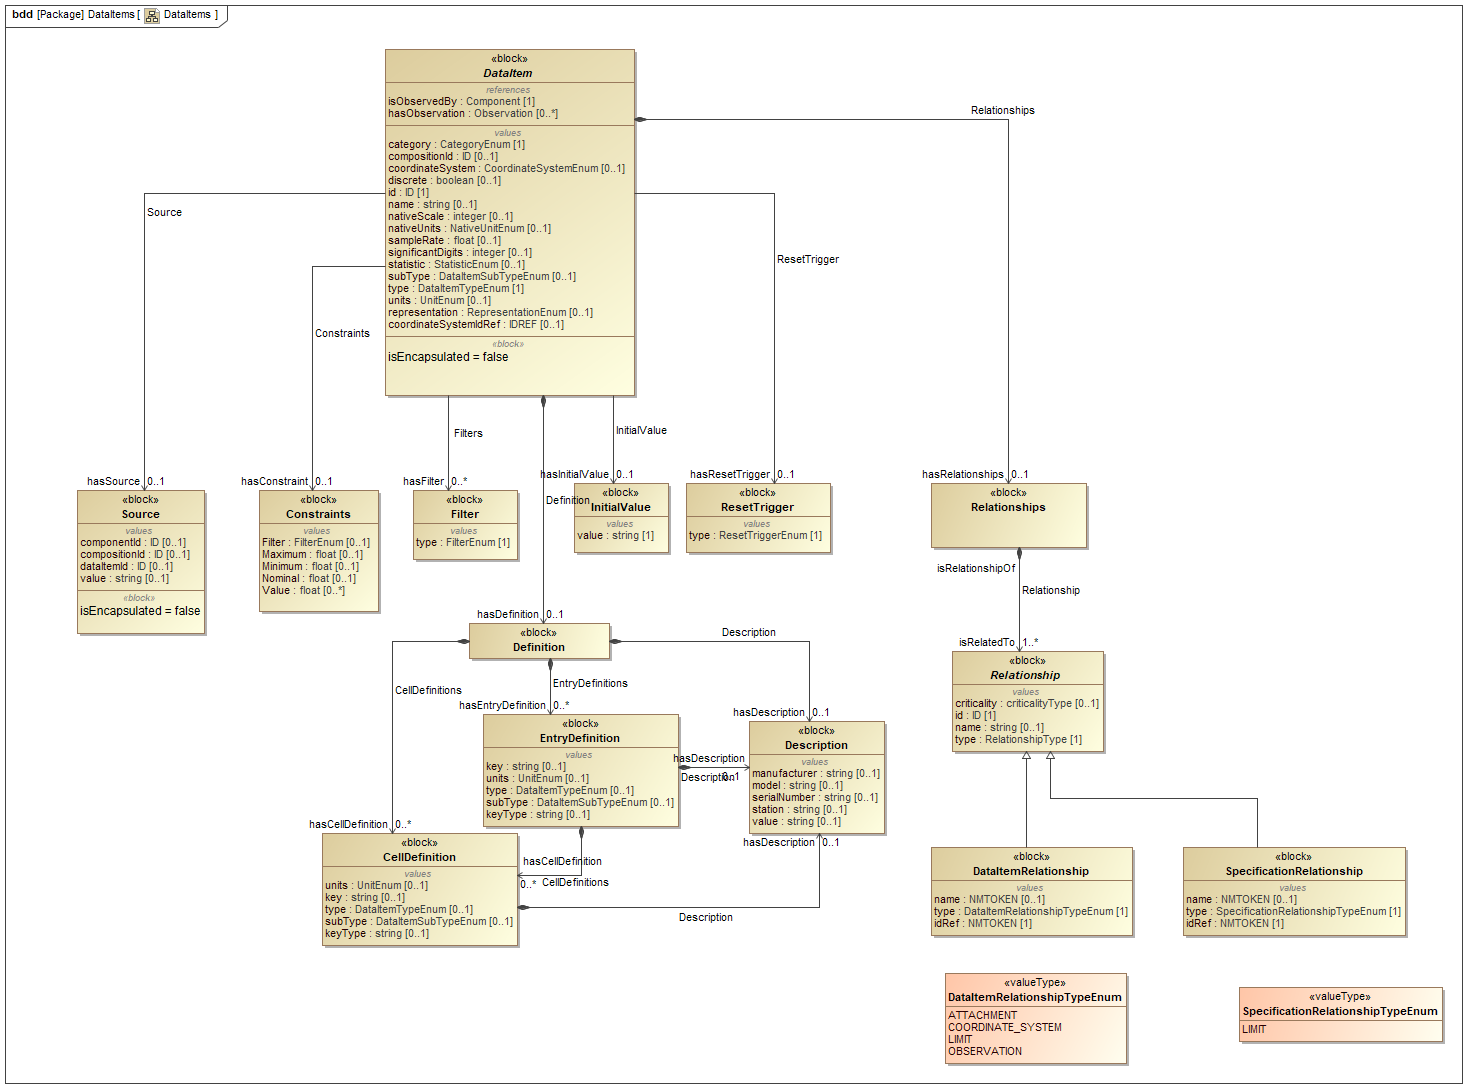 bdd [Package] DataItems [ DataItems ]
«block»
DataItem
references
isObservedBy : Component [1]
hasObservation : Observation [0..*]
values
category : CategoryEnum [1]
compositionId : ID [0..1]
coordinateSystem : CoordinateSystemEnum [0..1]
discrete : boolean [0..1]
id : ID [1]
name : string [0..1]
nativeScale : integer [0..1]
nativeUnits : NativeUnitEnum [0..1]
sampleRate : float [0..1]
significantDigits : integer [0..1]
statistic : StatisticEnum [0..1]
subType : DataItemSubTypeEnum [0..1]
type : DataItemTypeEnum [1]
units : UnitEnum [0..1]
representation : RepresentationEnum [0..1]
coordinateSystemIdRef : IDREF [0..1]
«block»
isEncapsulated = false
Relationships
Source
ResetTrigger
Constraints
Filters
InitialValue
Definition
hasSource 0..1
«block»
Source
values
componentId : ID [0..1]
compositionId : ID [0..1]
dataItemId : ID [0..1]
value : string [0..1]
«block»
isEncapsulated = false
hasConstraint 0..1
«block»
Constraints
values
Filter : FilterEnum [0..1]
Maximum : float [0..1]
Minimum : float [0..1]
Nominal : float [0..1]
Value : float [0..*]
hasFilter 0..*
«block»
Filter
values
type : FilterEnum [1]
hasInitialValue 0..1
«block»
InitialValue
values
value : string [1]
hasResetTrigger 0..1
«block»
ResetTrigger
values
type : ResetTriggerEnum [1]
hasRelationships 0..1
«block»
Relationships
isRelationshipOf
Relationship
isRelatedTo 1..*
«block»
Relationship
values
criticality : criticalityType [0..1]
id : ID [1]
name : string [0..1]
type : RelationshipType [1]
hasDefinition 0..1
«block»
Definition
Description
CellDefinitions
EntryDefinitions
hasEntryDefinition 0..*
«block»
EntryDefinition
values
key : string [0..1]
units : UnitEnum [0..1]
type : DataItemTypeEnum [0..1]
subType : DataItemSubTypeEnum [0..1]
keyType : string [0..1]
hasDescription 0..1
«block»
Description
values
manufacturer : string [0..1]
model : string [0..1]
serialNumber : string [0..1]
station : string [0..1]
value : string [0..1]
hasDescription
Description
0..1
hasDescription 0..1
hasCellDefinition 0..*
«block»
CellDefinition
values
units : UnitEnum [0..1]
key : string [0..1]
type : DataItemTypeEnum [0..1]
subType : DataItemSubTypeEnum [0..1]
keyType : string [0..1]
hasCellDefinition
0..* CellDefinitions
Description
«block»
DataItemRelationship
values
name : NMTOKEN [0..1]
type : DataItemRelationshipTypeEnum [1]
idRef : NMTOKEN [1]
«block»
SpecificationRelationship
values
name : NMTOKEN [0..1]
type : SpecificationRelationshipTypeEnum [1]
idRef : NMTOKEN [1]
«valueType»
DataItemRelationshipTypeEnum
ATTACHMENT
COORDINATE_SYSTEM
LIMIT
OBSERVATION
«valueType»
SpecificationRelationshipTypeEnum
LIMIT